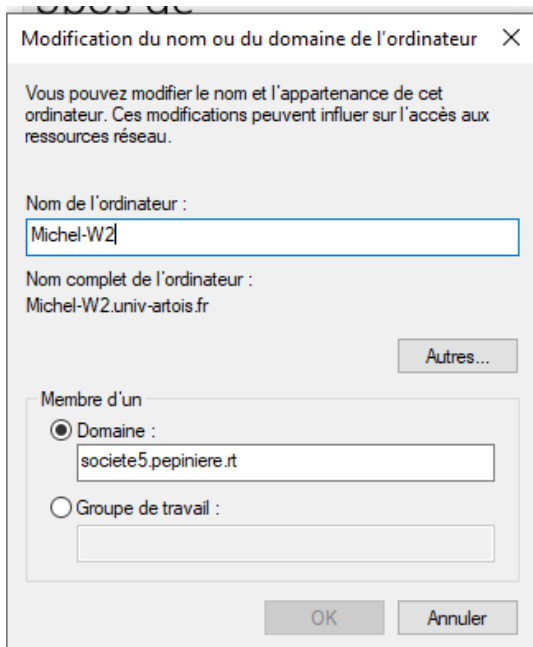 Modification du nom ou du domaine de l'ordinateur
Vous pouvez modifier le nom et l'appartenance de cet
ordinateur. Ces modifications peuvent influer sur l'accès aux
ressources réseau.
Nom de l'ordinateur :
Michel-W2
Nom complet de l'ordinateur :
Michel-W2.univ-artois.fr
Autres...
Membre d'un
Domaine :
societe5.pepiniere.rt
Groupe de travail :
OK Annuler